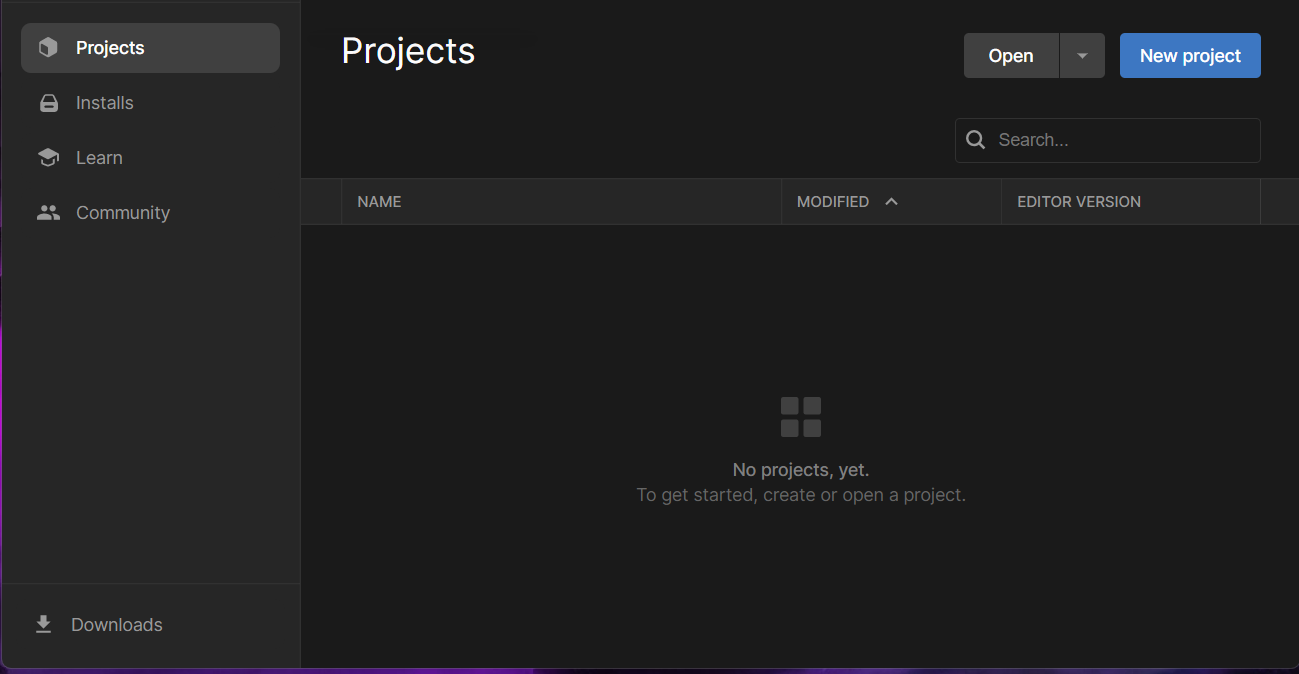 Projects
Installs
Learn
Community
Downloads
Projects
Open
New project
Search...
NAME
MODIFIED
EDITOR VERSION
No projects, yet.
To get started, create or open a project.